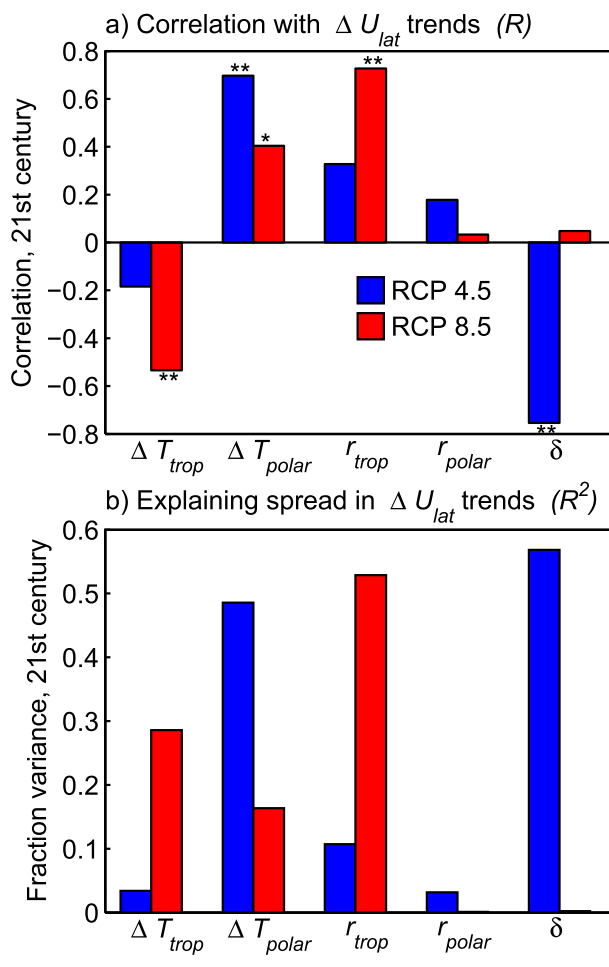 a) Correlation with Δ U_lat trends (R)
0.8
0.6
0.4
0.2
0
−0.2
−0.4
−0.6
−0.8
Correlation, 21st century
**
**
*
**
**
RCP 4.5
RCP 8.5
Δ T_trop Δ T_polar r_trop r_polar δ
b) Explaining spread in Δ U_lat trends (R²)
0.6
0.5
0.4
0.3
0.2
0.1
0
Fraction variance, 21st century
Δ T_trop Δ T_polar r_trop r_polar δ